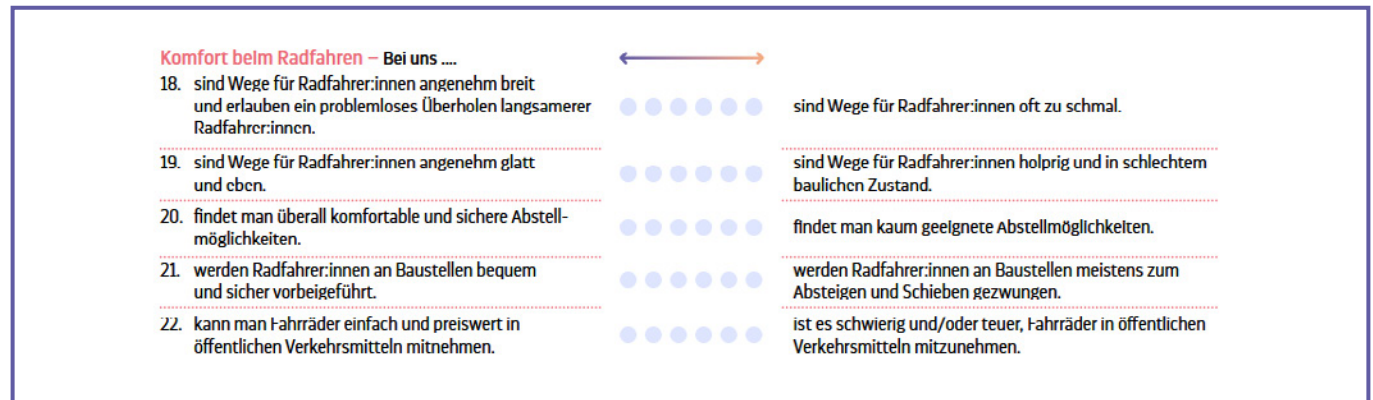 Komfort beim Radfahren – Bei uns ....
18. sind Wege für Radfahrer:innen angenehm breit
und erlauben ein problemloses Überholen langsamerer
Radfahrer:innen.
sind Wege für Radfahrer:innen oft zu schmal.
19. sind Wege für Radfahrer:innen angenehm glatt
und eben.
sind Wege für Radfahrer:innen holprig und in schlechtem
baulichen Zustand.
20. findet man überall komfortable und sichere Abstell-
möglichkeiten.
findet man kaum geeignete Abstellmöglichkeiten.
21. werden Radfahrer:innen an Baustellen bequem
und sicher vorbeigeführt.
werden Radfahrer:innen an Baustellen meistens zum
Absteigen und Schieben gezwungen.
22. kann man Fahrräder einfach und preiswert in
öffentlichen Verkehrsmitteln mitnehmen.
ist es schwierig und/oder teuer, Fahrräder in öffentlichen
Verkehrsmitteln mitzunehmen.